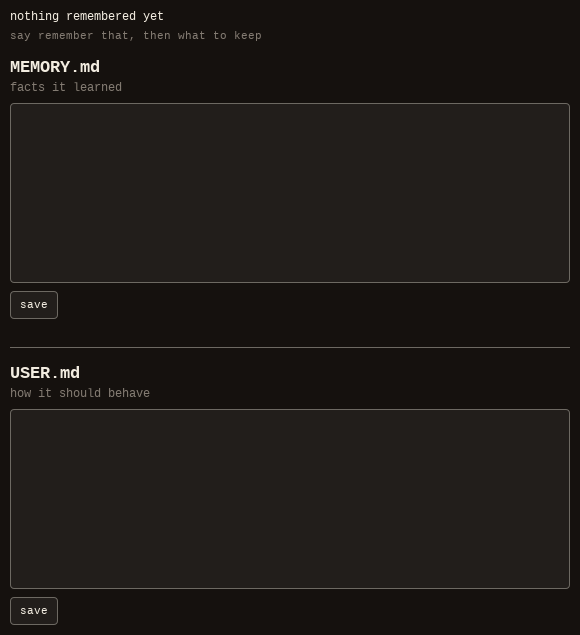 nothing remembered yet
say remember that, then what to keep
MEMORY.md
facts it learned
save
USER.md
how it should behave
save